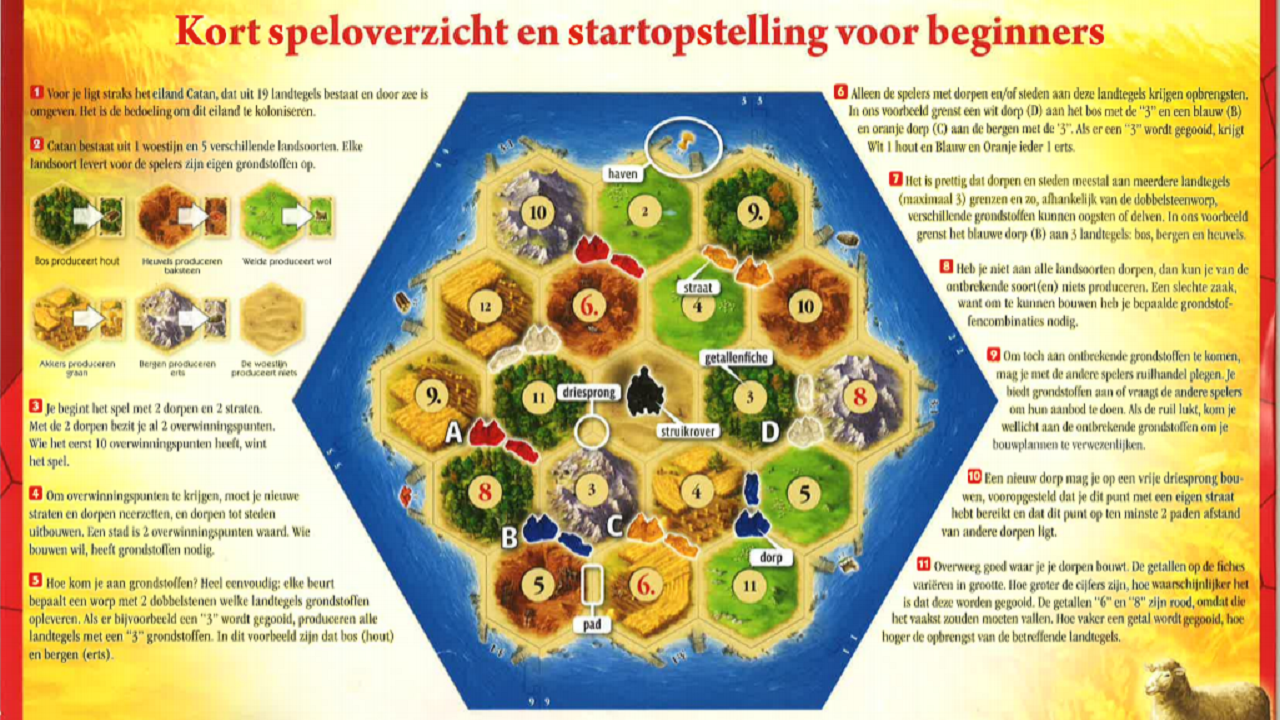 Kort speloverzicht en startopstelling voor beginners
1 Voor je ligt straks het eiland Catan, dat uit 19 landtegels bestaat en door zee is
omgeven. Het is de bedoeling om dit eiland te koloniseren.
2 Catan bestaat uit 1 woestijn en 5 verschillende landsoorten. Elke
landsoort levert voor de spelers zijn eigen grondstoffen op.
Bos produceert hout
Heuvels produceren
baksteen
Weide produceert wol
Akkers produceren
graan
Bergen produceren
erts
De woestijn
produceert niets
3 Je begint het spel met 2 dorpen en 2 straten.
Met de 2 dorpen bezit je al 2 overwinningspunten.
Wie het eerst 10 overwinningspunten heeft, wint
het spel.
4 Om overwinningspunten te krijgen, moet je nieuwe
straten en dorpen neerzetten, en dorpen tot steden
uitbouwen. Een stad is 2 overwinningspunten waard. Wie
bouwen wil, heeft grondstoffen nodig.
5 Hoe kom je aan grondstoffen? Heel eenvoudig: elke beurt
bepaalt een worp met 2 dobbelstenen welke landtegels grondstoffen
opleveren. Als er bijvoorbeeld een "3" wordt gegooid, produceren alle
landtegels met een "3" grondstoffen. In dit voorbeeld zijn dat bos (hout)
en bergen (erts).
haven
10
2
9.
straat
12
6.
4
10
getallenfiche
9.
11
driesprong
3
8
A
struikrover
D
8
3
4
5
B
C
dorp
5
6.
11
pad
6 Alleen de spelers met dorpen en/of steden aan deze landtegels krijgen opbrengsten.
In ons voorbeeld grenst een wit dorp (D) aan het bos met de "3" en een blauw (B)
en oranje dorp (C) aan de bergen met de "3". Als er een "3" wordt gegooid, krijgt
Wit 1 hout en Blauw en Oranje ieder 1 erts.
7 Het is prettig dat dorpen en steden meestal aan meerdere landtegels
(maximaal 3) grenzen en zo, afhankelijk van de dobbelsteenworp,
verschillende grondstoffen kunnen oogsten of delven. In ons voorbeeld
grenst het blauwe dorp (B) aan 3 landtegels: bos, bergen en heuvels.
8 Heb je niet aan alle landsoorten dorpen, dan kun je van de
ontbrekende soort(en) niets produceren. Een slechte zaak,
want om te kunnen bouwen heb je bepaalde grondstof-
fencombinaties nodig.
9 Om toch aan ontbrekende grondstoffen te komen,
mag je met de andere spelers ruilhandel plegen. Je
biedt grondstoffen aan of vraagt de andere spelers
om hun aanbod te doen. Als de ruil lukt, kom je
wellicht aan de ontbrekende grondstoffen om je
bouwplannen te verwezenlijken.
10 Een nieuw dorp mag je op een vrije driesprong bou-
wen, vooropgesteld dat je dit punt met een eigen straat
hebt bereikt en dat dit punt op ten minste 2 paden afstand
van andere dorpen ligt.
11 Overweeg goed waar je je dorpen bouwt. De getallen op de fiches
variëren in grootte. Hoe groter de cijfers zijn, hoe waarschijnlijker het
is dat deze worden gegooid. De getallen "6" en "8" zijn rood, omdat die
het vaakst zouden moeten vallen. Hoe vaker een getal wordt gegooid, hoe
hoger de opbrengst van de betreffende landtegels.